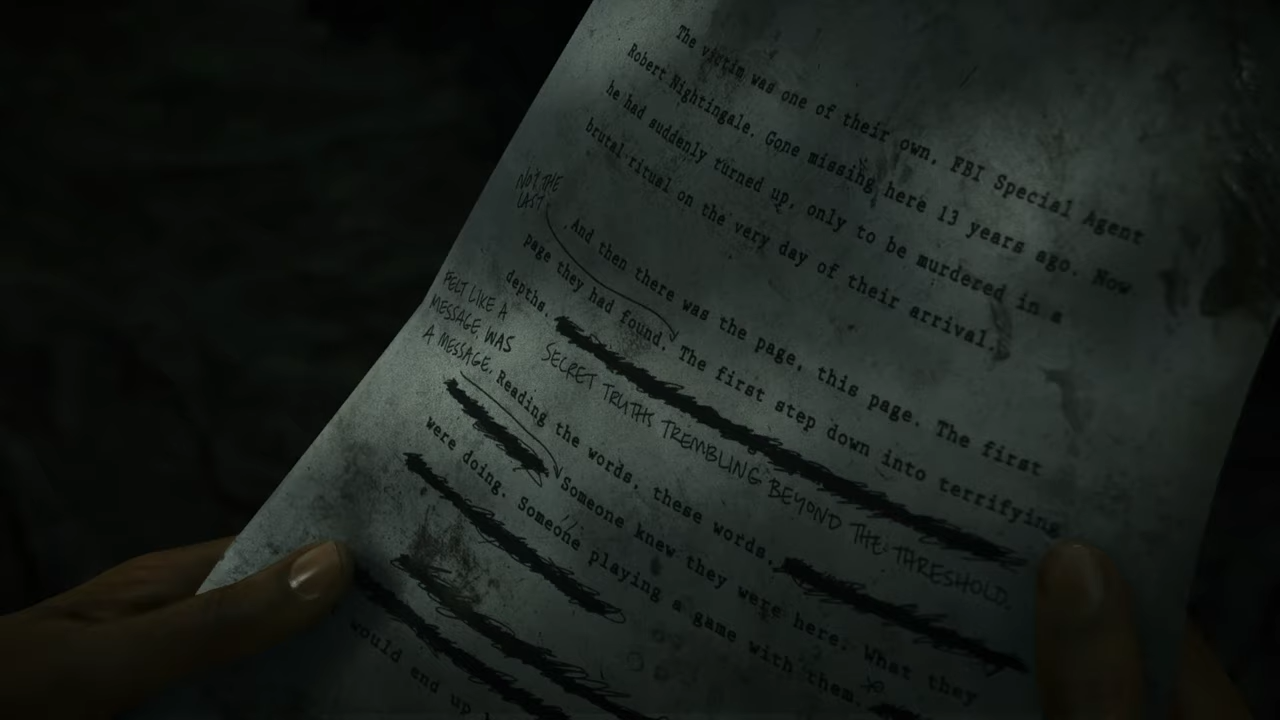 The victim was one of their own, FBI Special Agent
Robert Nightingale. Gone missing here 13 years ago. Now
he had suddenly turned up, only to be murdered in a
brutal ritual on the very day of their arrival.
NOT THE
LAST
And then there was the page, this page. The first
page they had found. The first step down into terrifying
depths.
SECRET TRUTHS TREMBLING BEYOND THE THRESHOLD.
FELT LIKE A
MESSAGE. WAS
A MESSAGE.
Reading the words, these words,
Someone knew they were here. What they
were doing. Someone playing a game with them.
would end up